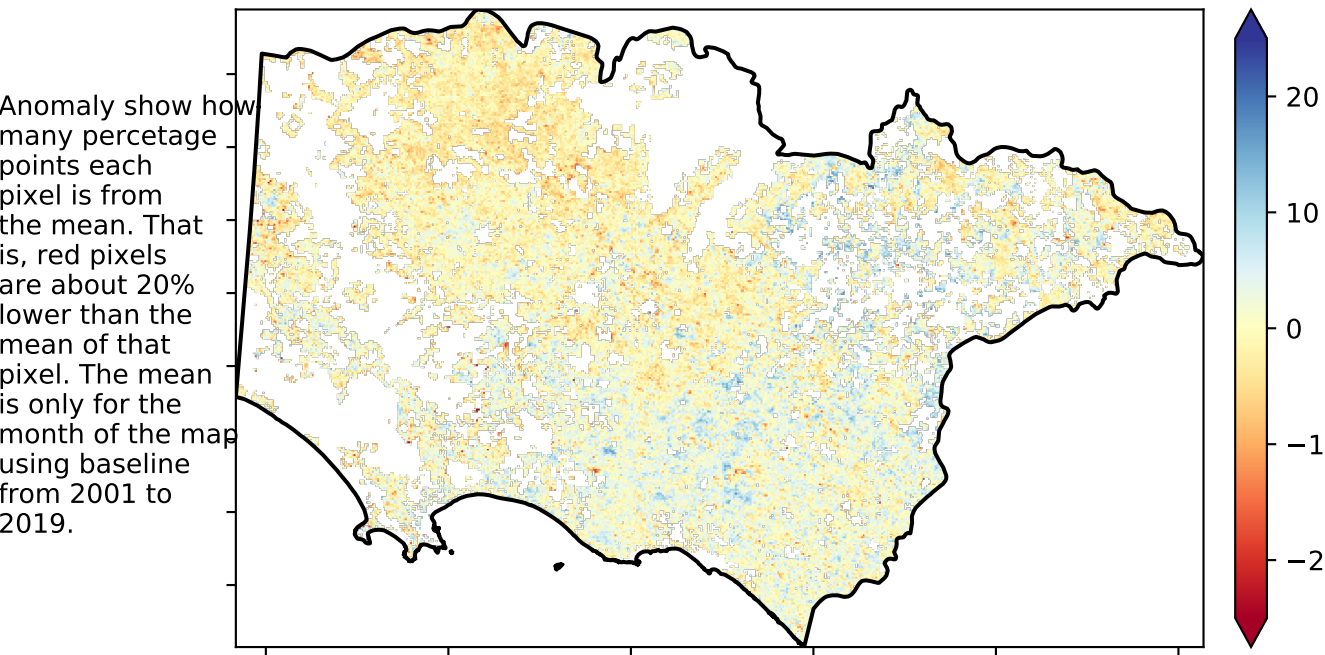 Anomaly show how
many percetage
points each
pixel is from
the mean. That
is, red pixels
are about 20%
lower than the
mean of that
pixel. The mean
is only for the
month of the map
using baseline
from 2001 to
2019.
20
10
0
−1
−2